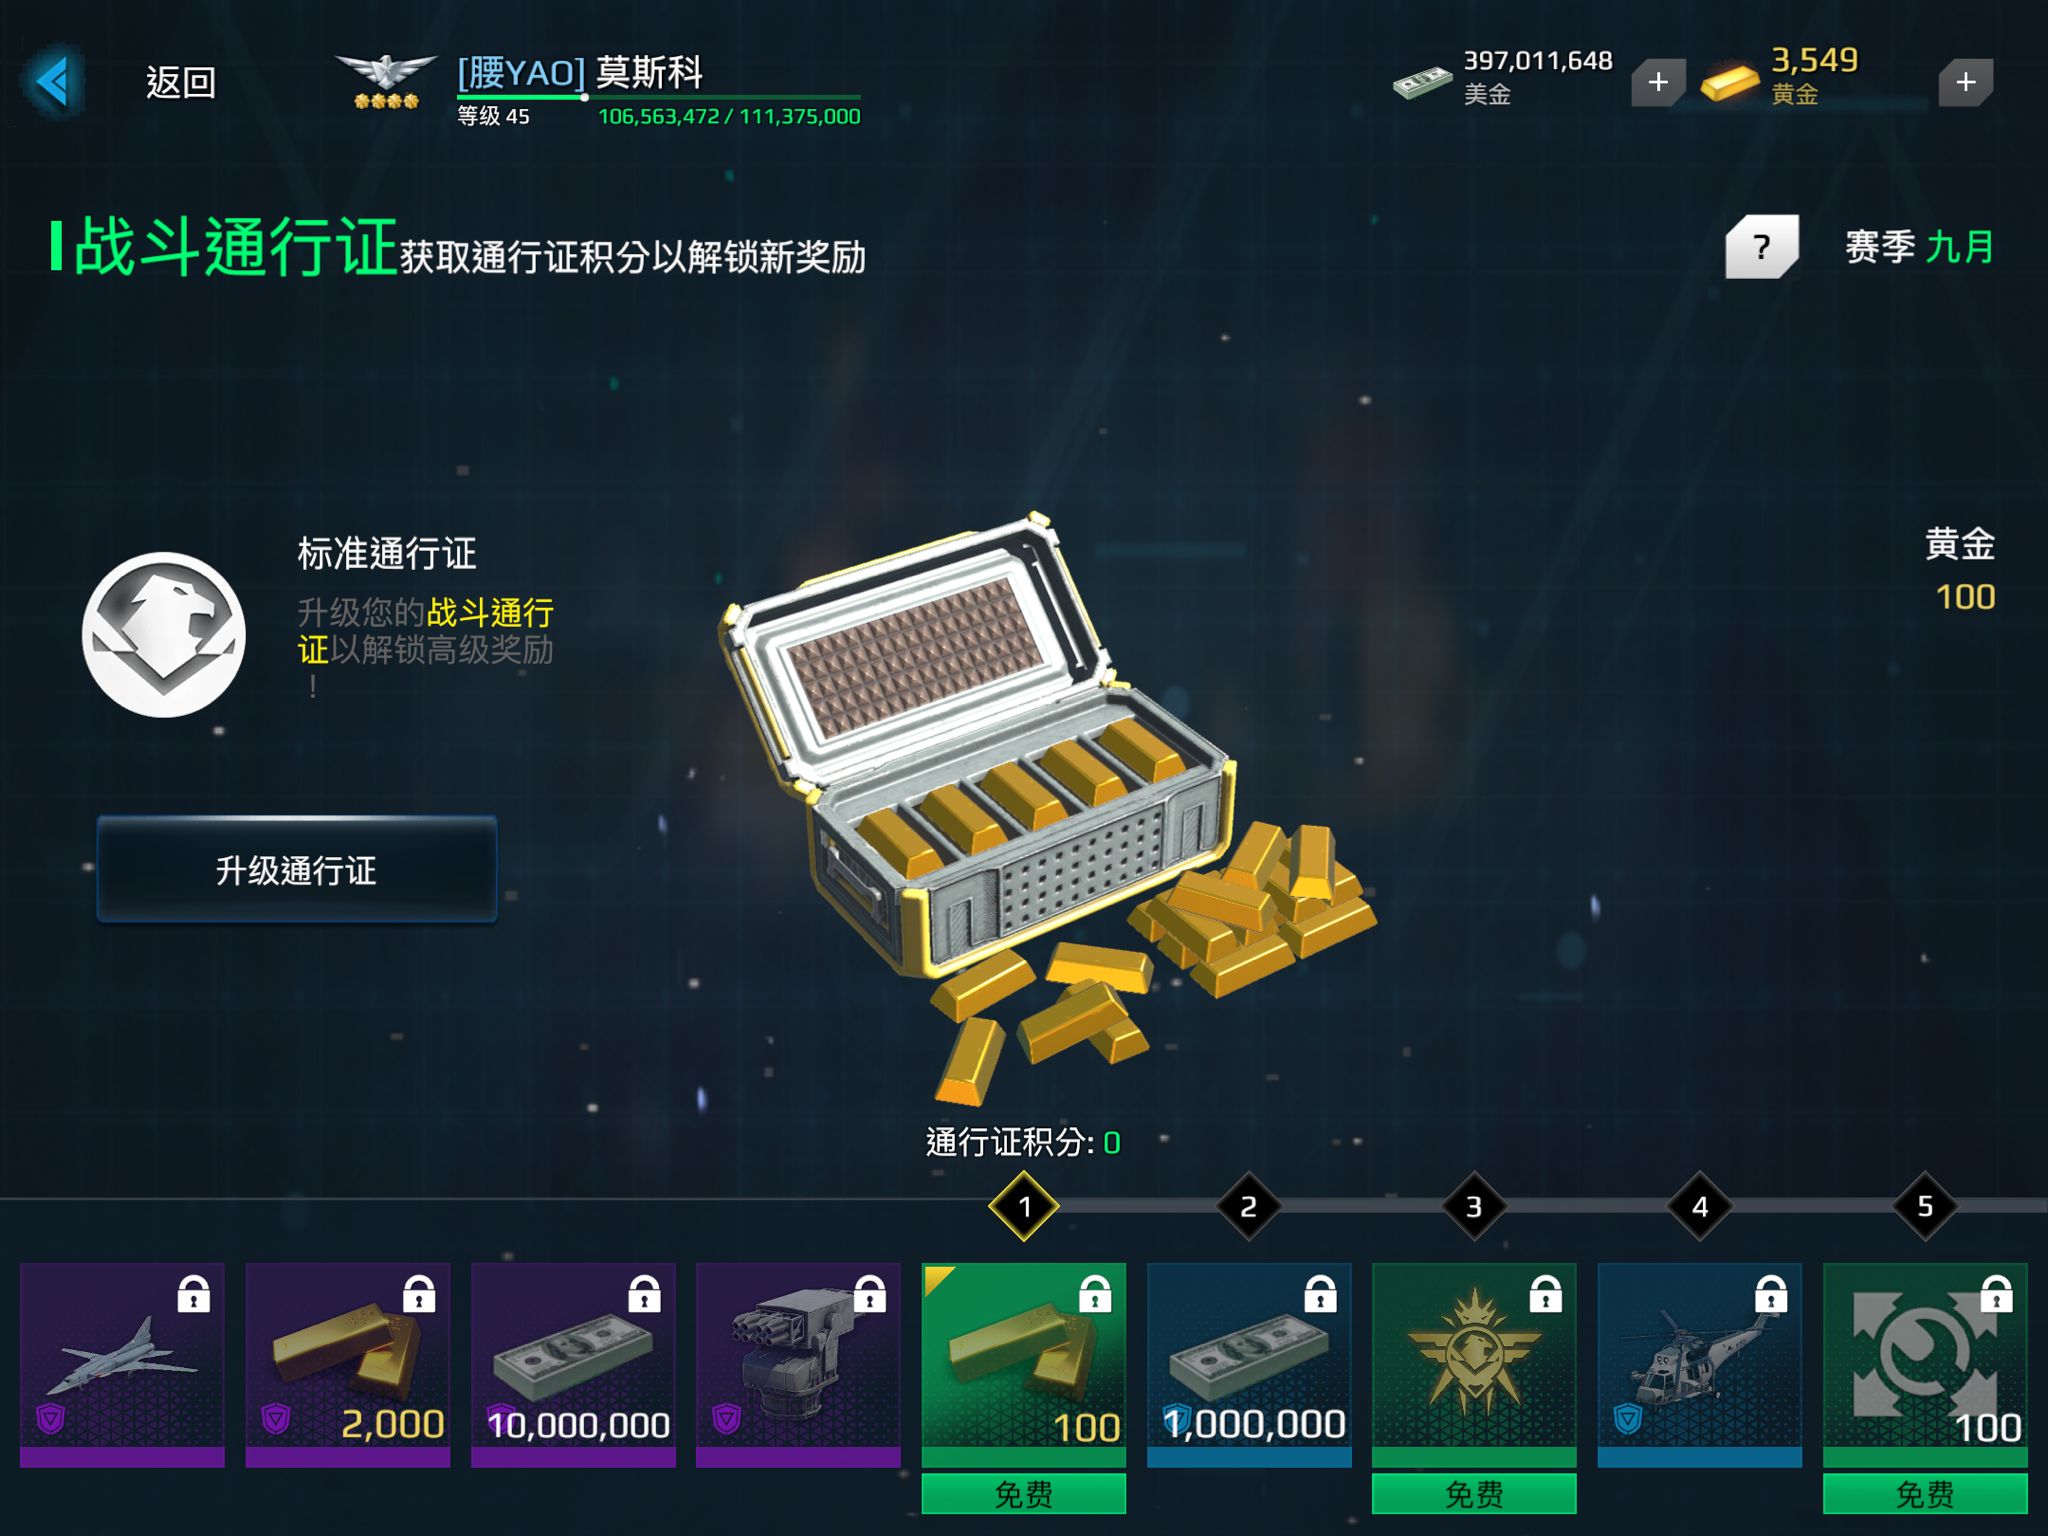 返回
[腰YAO] 莫斯科
等级 45
106,563,472 / 111,375,000
397,011,648
美金
+
3,549
黄金
+
战斗通行证 获取通行证积分以解锁新奖励
?
赛季 九月
标准通行证
升级您的战斗通行
证以解锁高级奖励
！
升级通行证
黄金
100
通行证积分: 0
1 2 3 4 5
2,000
10,000,000
100
1,000,000
100
免费
免费
免费